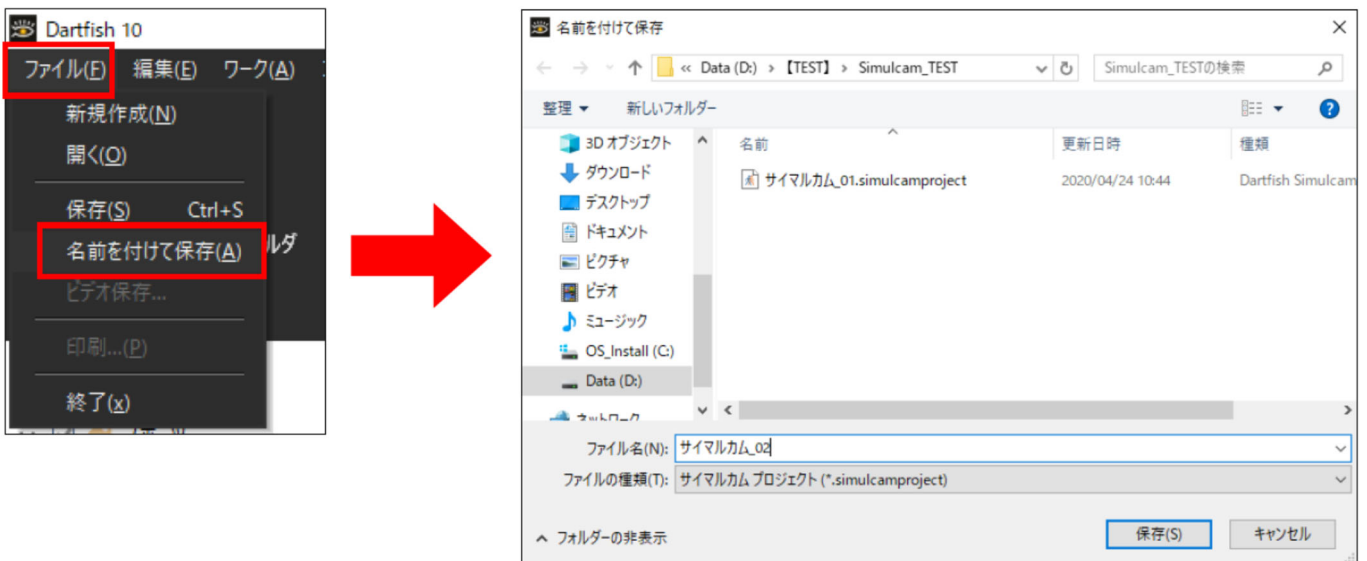 Dartfish 10
ファイル(F) 編集(E) ワーク(A)
新規作成(N)
開く(O)
保存(S) Ctrl+S
名前を付けて保存(A)
ルダ
ビデオ保存...
印刷...(P)
終了(x)
名前を付けて保存
« Data (D:) › 【TEST】 › Simulcam_TEST
Simulcam_TESTの検索
整理 新しいフォルダー
名前 更新日時 種類
3D オブジェクト
ダウンロード
デスクトップ
ドキュメント
ピクチャ
ビデオ
ミュージック
OS_Install (C:)
Data (D:)
ネットワーク
サイマルカム_01.simulcamproject 2020/04/24 10:44 Dartfish Simulcam
ファイル名(N): サイマルカム_02
ファイルの種類(T): サイマルカム プロジェクト (*.simulcamproject)
フォルダーの非表示
保存(S) キャンセル